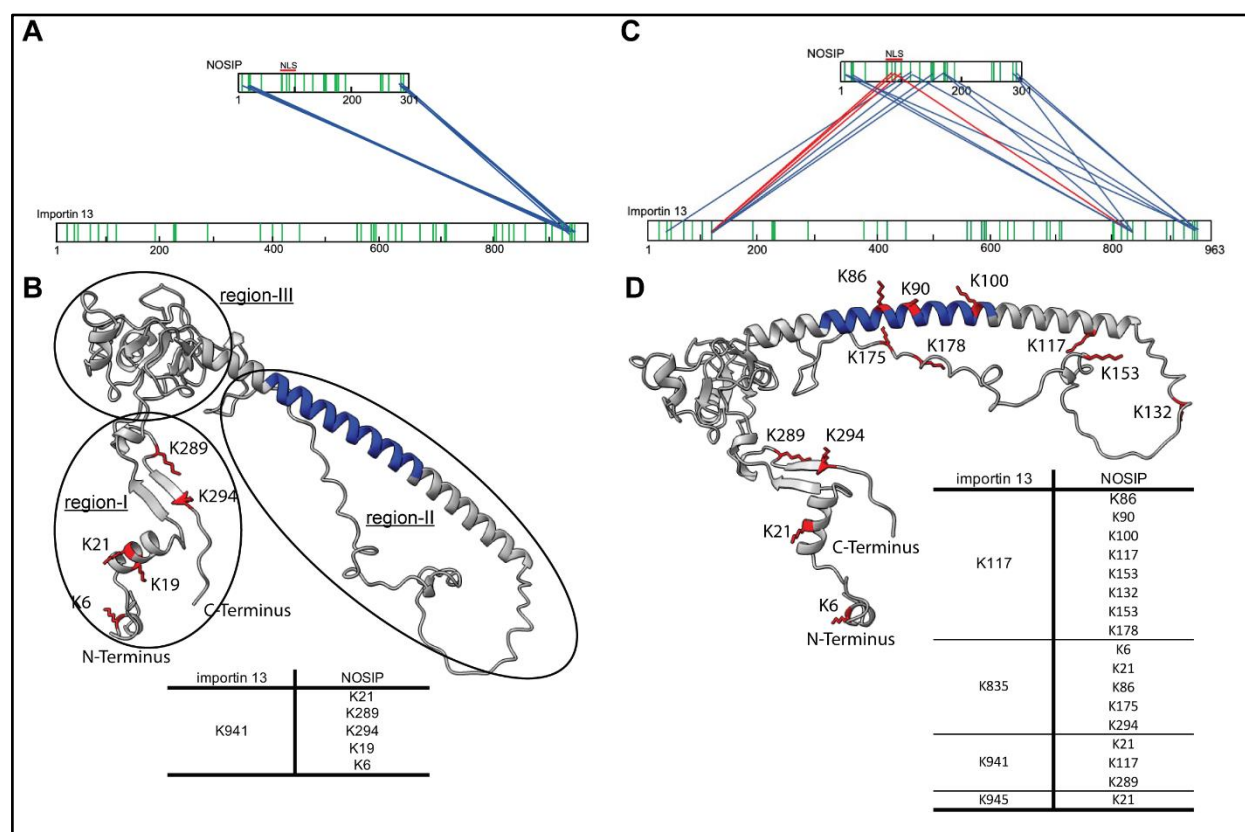 A
NOSIP
NLS
1
200
301
Importin 13
200
400
600
800
B
region-III
K289
region-I
K294
K21
K19
K6
C-Terminus
N-Terminus
region-II
importin 13 NOSIP
K21
K289
K941 K294
K19
K6
C
NOSIP
NLS
1
200
301
Importin 13
200
400
600
800
963
D
K86
K90
K100
K175
K178
K117
K153
K132
K289
K294
K21
C-Terminus
K6
N-Terminus
importin 13 NOSIP
K86
K90
K100
K117 K117
K153
K132
K153
K178
K6
K21
K835 K86
K175
K294
K21
K941 K117
K289
K945 K21